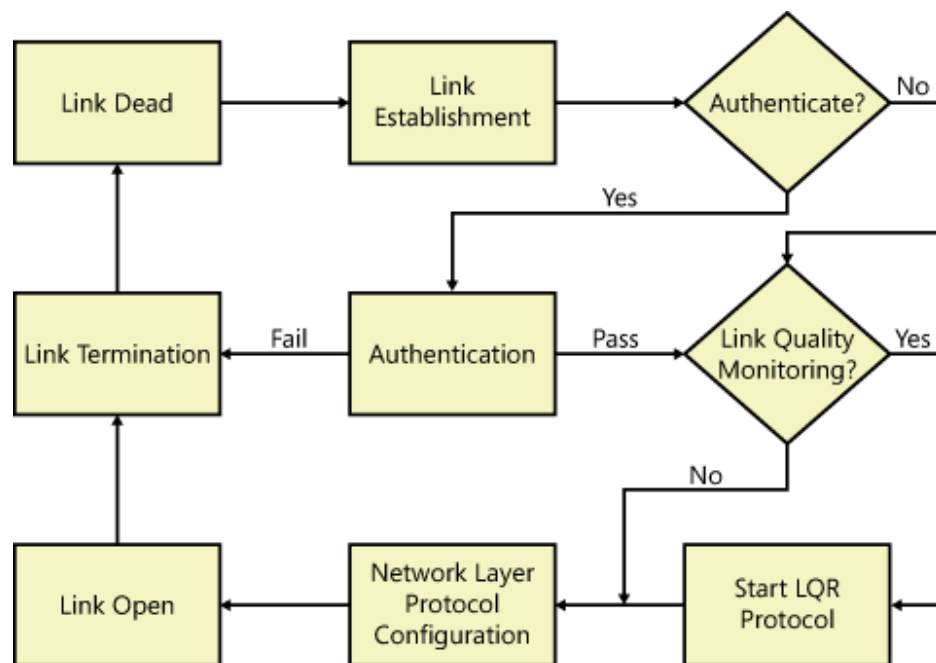 Link Dead
Link
Establishment
Authenticate?
No
Yes
Link Termination
Fail
Authentication
Pass
Link Quality
Monitoring?
Yes
No
Link Open
Network Layer
Protocol
Configuration
Start LQR
Protocol